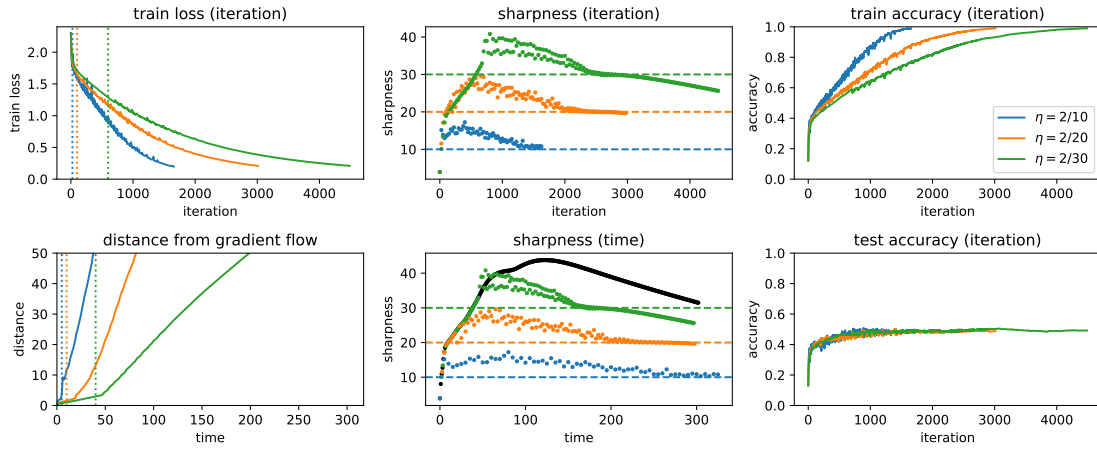 train loss (iteration)
train loss
2.0
1.5
1.0
0.5
0.0
0 1000 2000 3000 4000
iteration
sharpness (iteration)
sharpness
40
30
20
10
0 1000 2000 3000 4000
iteration
train accuracy (iteration)
accuracy
1.0
0.8
0.6
0.4
0.2
0.0
η = 2/10
η = 2/20
η = 2/30
0 1000 2000 3000 4000
iteration
distance from gradient flow
distance
50
40
30
20
10
0
0 50 100 150 200 250 300
time
sharpness (time)
sharpness
40
30
20
10
0 100 200 300
time
test accuracy (iteration)
accuracy
1.0
0.8
0.6
0.4
0.2
0.0
0 1000 2000 3000 4000
iteration